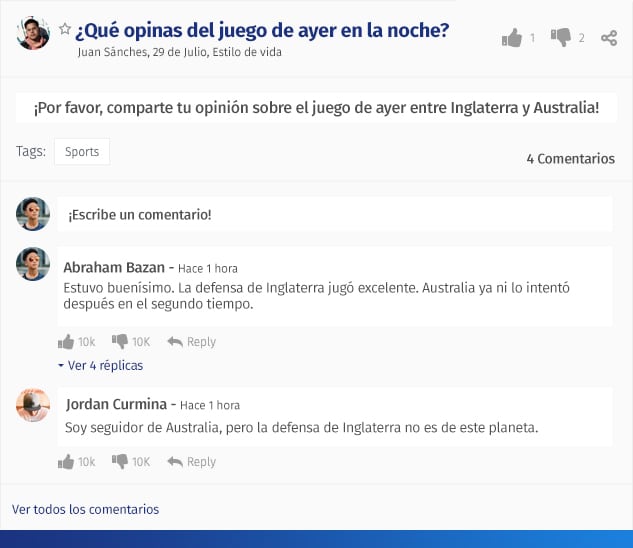 ¿Qué opinas del juego de ayer en la noche?
Juan Sánches, 29 de Julio, Estilo de vida
1
2
¡Por favor, comparte tu opinión sobre el juego de ayer entre Inglaterra y Australia!
Tags: Sports
4 Comentarios
¡Escribe un comentario!
Abraham Bazan - Hace 1 hora
Estuvo buenísimo. La defensa de Inglaterra jugó excelente. Australia ya ni lo intentó
después en el segundo tiempo.
10k 10K Reply
Ver 4 réplicas
Jordan Curmina - Hace 1 hora
Soy seguidor de Australia, pero la defensa de Inglaterra no es de este planeta.
10k 10K Reply
Ver todos los comentarios